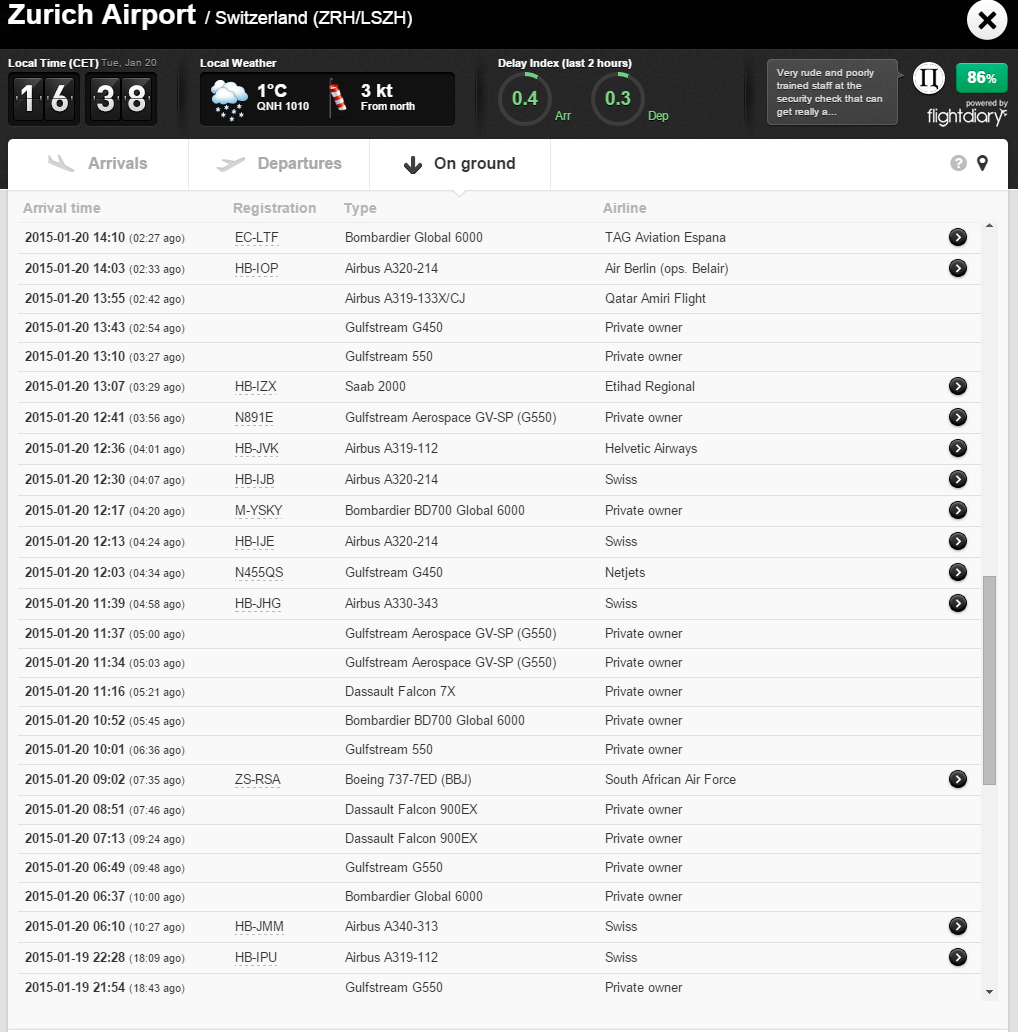 Zurich Airport / Switzerland (ZRH/LSZH)
Local Time (CET) Tue, Jan 20
16 38
Local Weather
1°C
QNH 1010
3 kt
From north
Delay Index (last 2 hours)
0.4 Arr
0.3 Dep
Very rude and poorly
trained staff at the
security check that can
get really a...
86%
powered by
flightdiary
Arrivals Departures On ground ?
Arrival time Registration Type Airline
2015-01-20 14:10 (02:27 ago) EC-LTF Bombardier Global 6000 TAG Aviation Espana
2015-01-20 14:03 (02:33 ago) HB-IOP Airbus A320-214 Air Berlin (ops. Belair)
2015-01-20 13:55 (02:42 ago) Airbus A319-133X/CJ Qatar Amiri Flight
2015-01-20 13:43 (02:54 ago) Gulfstream G450 Private owner
2015-01-20 13:10 (03:27 ago) Gulfstream 550 Private owner
2015-01-20 13:07 (03:29 ago) HB-IZX Saab 2000 Etihad Regional
2015-01-20 12:41 (03:56 ago) N891E Gulfstream Aerospace GV-SP (G550) Private owner
2015-01-20 12:36 (04:01 ago) HB-JVK Airbus A319-112 Helvetic Airways
2015-01-20 12:30 (04:07 ago) HB-IJB Airbus A320-214 Swiss
2015-01-20 12:17 (04:20 ago) M-YSKY Bombardier BD700 Global 6000 Private owner
2015-01-20 12:13 (04:24 ago) HB-IJE Airbus A320-214 Swiss
2015-01-20 12:03 (04:34 ago) N455QS Gulfstream G450 Netjets
2015-01-20 11:39 (04:58 ago) HB-JHG Airbus A330-343 Swiss
2015-01-20 11:37 (05:00 ago) Gulfstream Aerospace GV-SP (G550) Private owner
2015-01-20 11:34 (05:03 ago) Gulfstream Aerospace GV-SP (G550) Private owner
2015-01-20 11:16 (05:21 ago) Dassault Falcon 7X Private owner
2015-01-20 10:52 (05:45 ago) Bombardier BD700 Global 6000 Private owner
2015-01-20 10:01 (06:36 ago) Gulfstream 550 Private owner
2015-01-20 09:02 (07:35 ago) ZS-RSA Boeing 737-7ED (BBJ) South African Air Force
2015-01-20 08:51 (07:46 ago) Dassault Falcon 900EX Private owner
2015-01-20 07:13 (09:24 ago) Dassault Falcon 900EX Private owner
2015-01-20 06:49 (09:48 ago) Gulfstream G550 Private owner
2015-01-20 06:37 (10:00 ago) Bombardier Global 6000 Private owner
2015-01-20 06:10 (10:27 ago) HB-JMM Airbus A340-313 Swiss
2015-01-19 22:28 (18:09 ago) HB-IPU Airbus A319-112 Swiss
2015-01-19 21:54 (18:43 ago) Gulfstream G550 Private owner